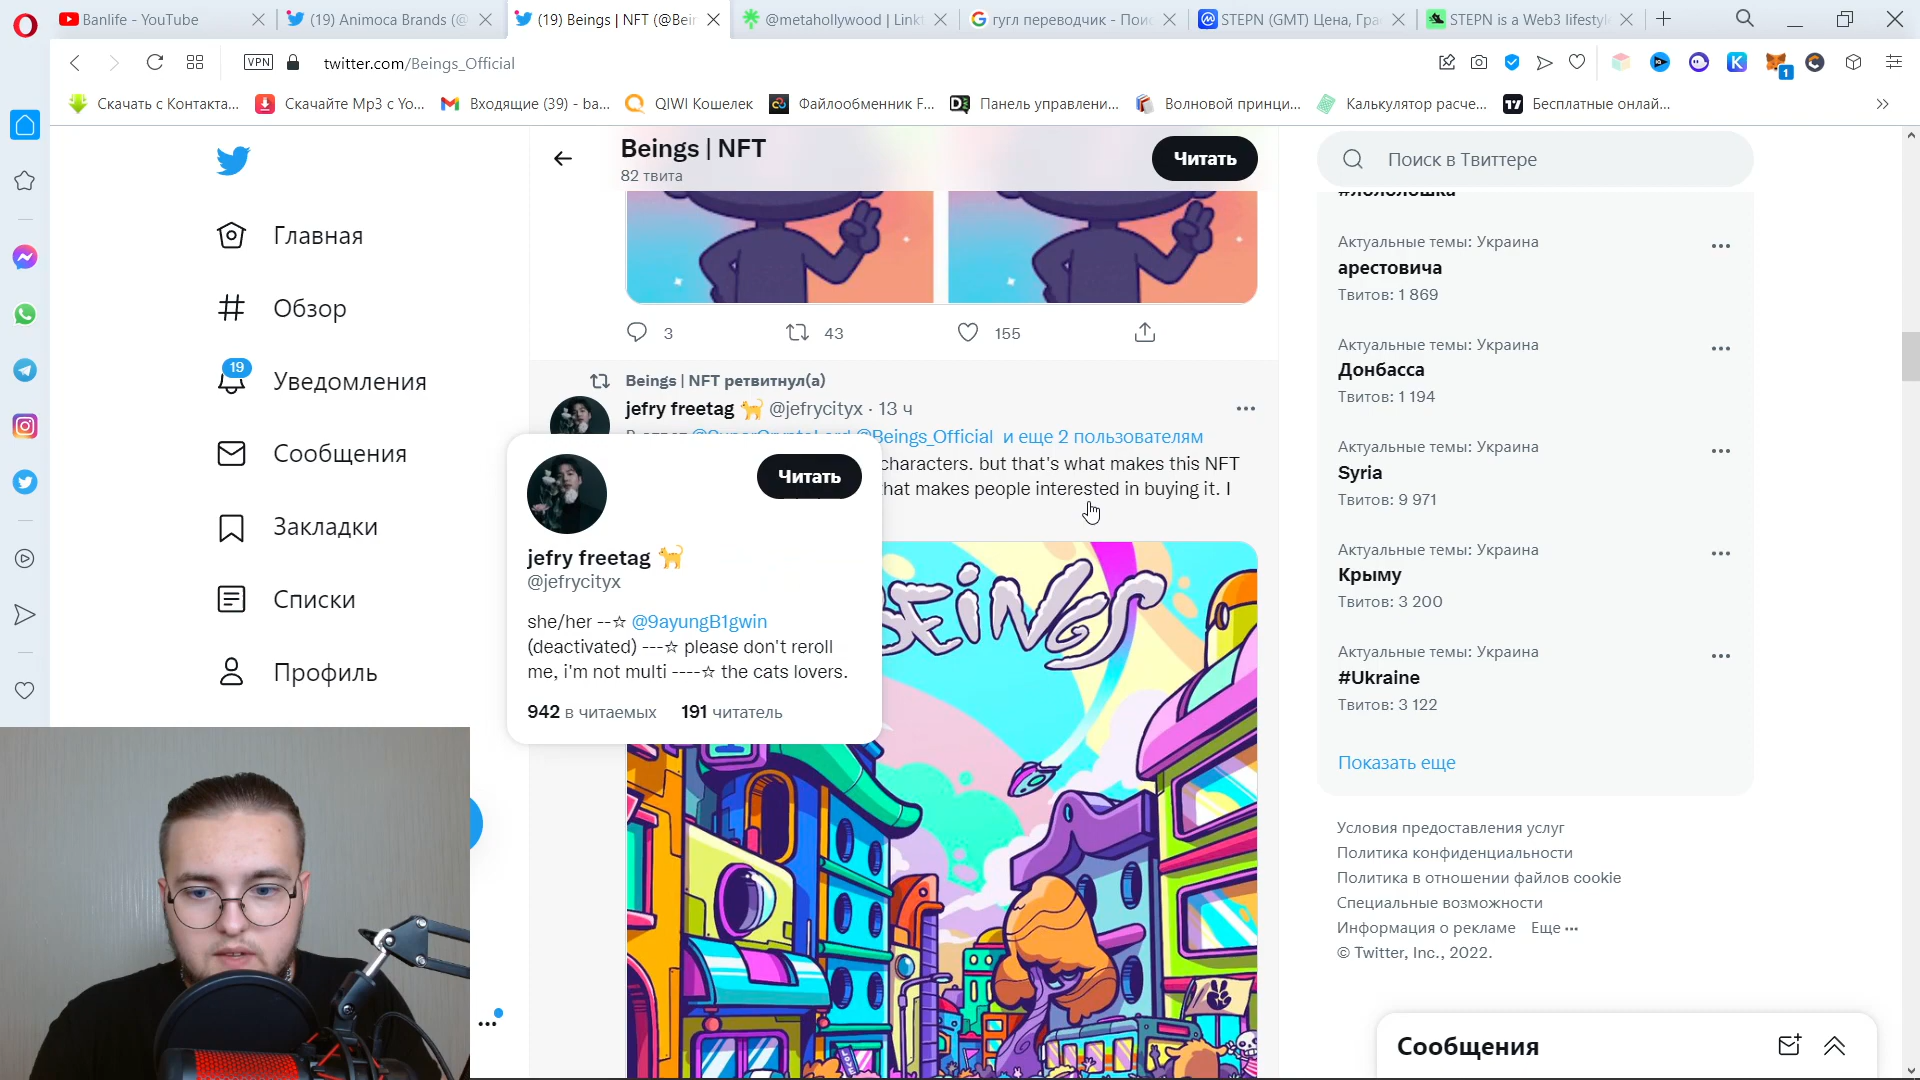 Banlife - YouTube
(19) Animoca Brands (@
(19) Beings | NFT (@Bei
@metahollywood | Linkt
гугл переводчик - Пои
STEPN (GMT) Цена, Гра
STEPN is a Web3 lifestyl
VPN
twitter.com/Beings_Official
1
Скачать с Контакта...
Скачайте Mp3 с Yo...
Входящие (39) - ba...
QIWI Кошелек
Файлообменник F...
Панель управлени...
Волновой принци...
Калькулятор расче...
Бесплатные онлай...
Главная
Обзор
19
Уведомления
Сообщения
Закладки
Списки
Профиль
Beings | NFT
82 твита
Читать
3
43
155
Beings | NFT ретвитнул(а)
jefry freetag 🐈 @jefrycityx · 13 ч
@Beings_Official и еще 2 пользователям
characters. but that's what makes this NFT
that makes people interested in buying it. I
Читать
jefry freetag 🐈
@jefrycityx
she/her --☆ @9ayungB1gwin
(deactivated) ---☆ please don't reroll
me, i'm not multi ----☆ the cats lovers.
942 в читаемых 191 читатель
BEINGS
Поиск в Твиттере
#лололошка
Актуальные темы: Украина
арестовича
Твитов: 1 869
Актуальные темы: Украина
Донбасса
Твитов: 1 194
Актуальные темы: Украина
Syria
Твитов: 9 971
Актуальные темы: Украина
Крыму
Твитов: 3 200
Актуальные темы: Украина
#Ukraine
Твитов: 3 122
Показать еще
Условия предоставления услуг
Политика конфиденциальности
Политика в отношении файлов cookie
Специальные возможности
Информация о рекламе Еще ···
© Twitter, Inc., 2022.
Сообщения